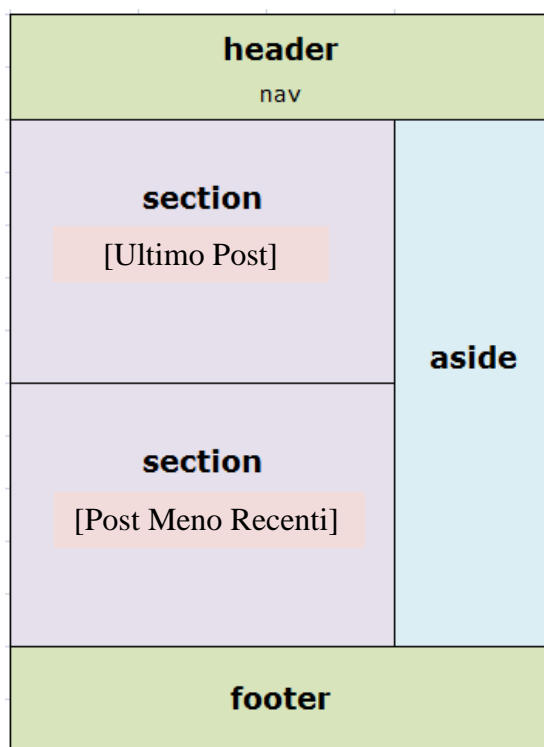 header
nav
section
[Ultimo Post]
aside
section
[Post Meno Recenti]
footer